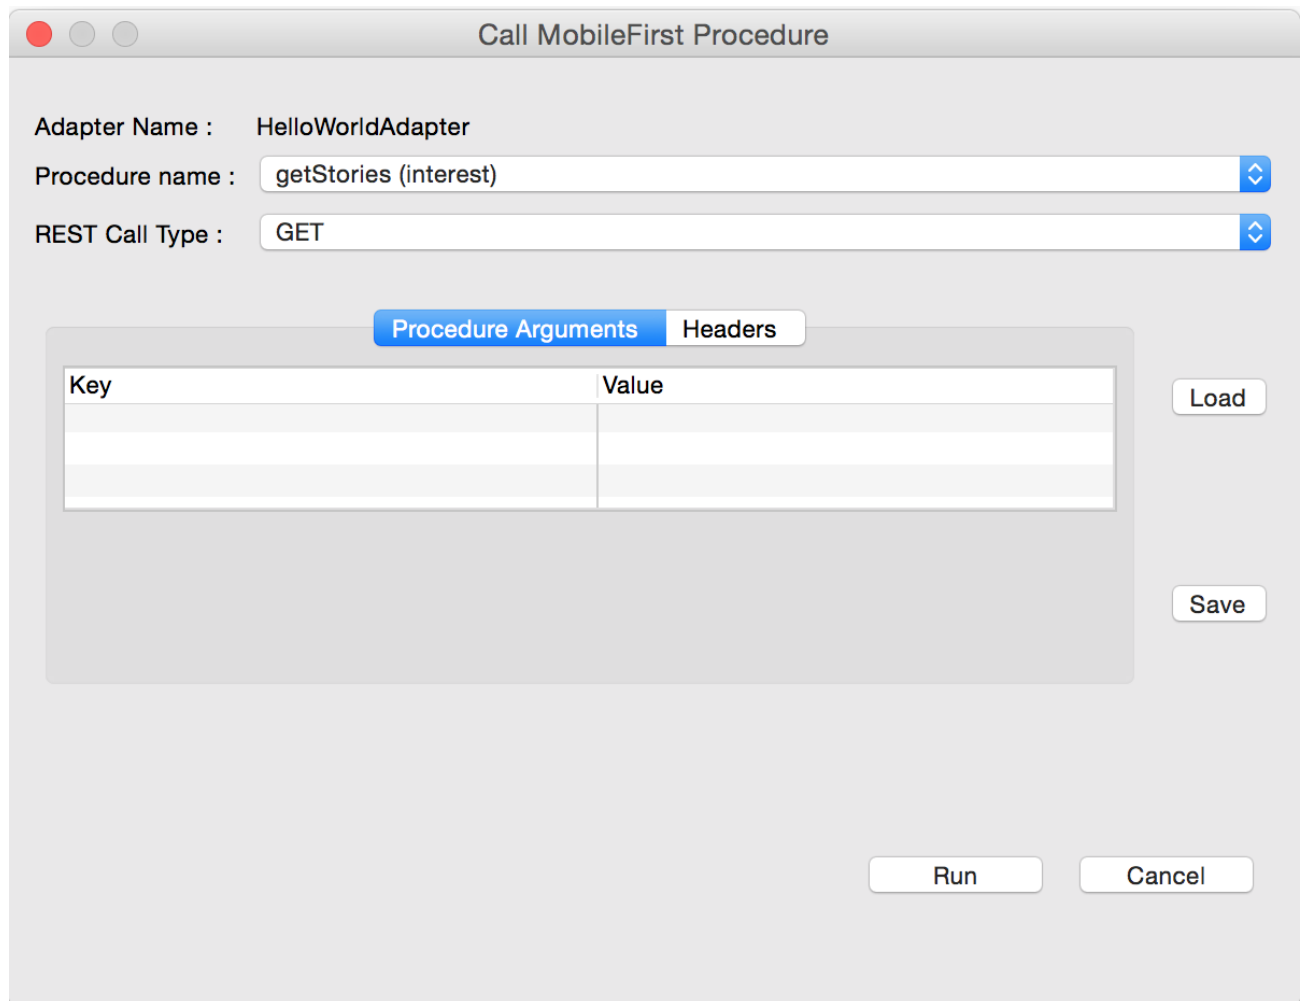 Call MobileFirst Procedure
Adapter Name : HelloWorldAdapter
Procedure name : getStories (interest)
REST Call Type : GET
Procedure Arguments Headers
Key Value
Load
Save
Run Cancel